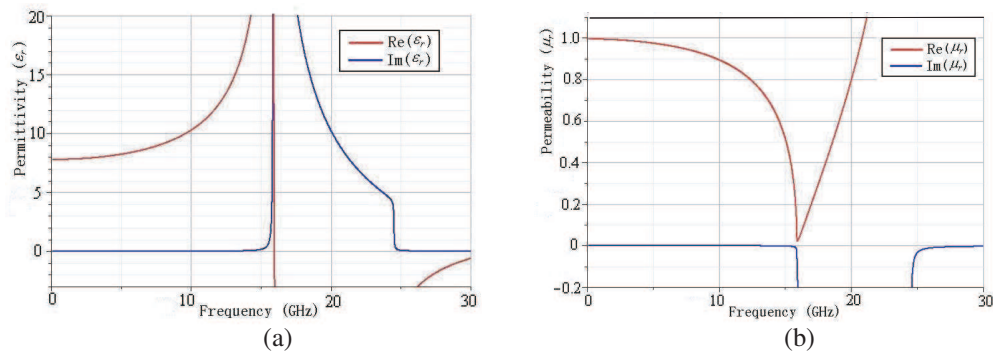 20
15
10
5
0
Permittivity (εr)
Re(εr)
Im(εr)
0 10 20 30
Frequency (GHz)
(a)
1.0
0.8
0.6
0.4
0.2
0
-0.2
Permeability (μr)
Re(μr)
Im(μr)
0 10 20 30
Frequency (GHz)
(b)